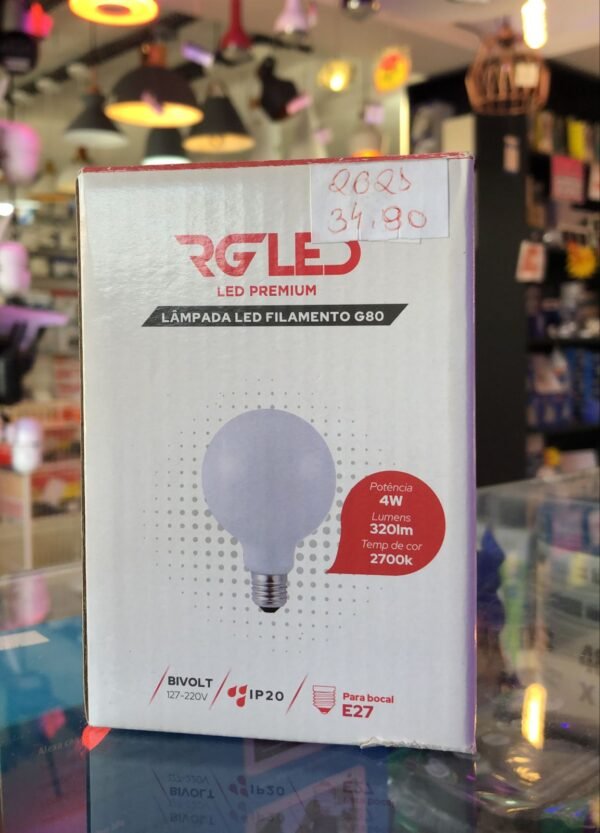 2025
34.90
RGLED
LED PREMIUM
LÂMPADA LED FILAMENTO G80
Potência
4W
Lumens
320lm
Temp de cor
2700k
BIVOLT
127-220V
IP20
Para bocal
E27